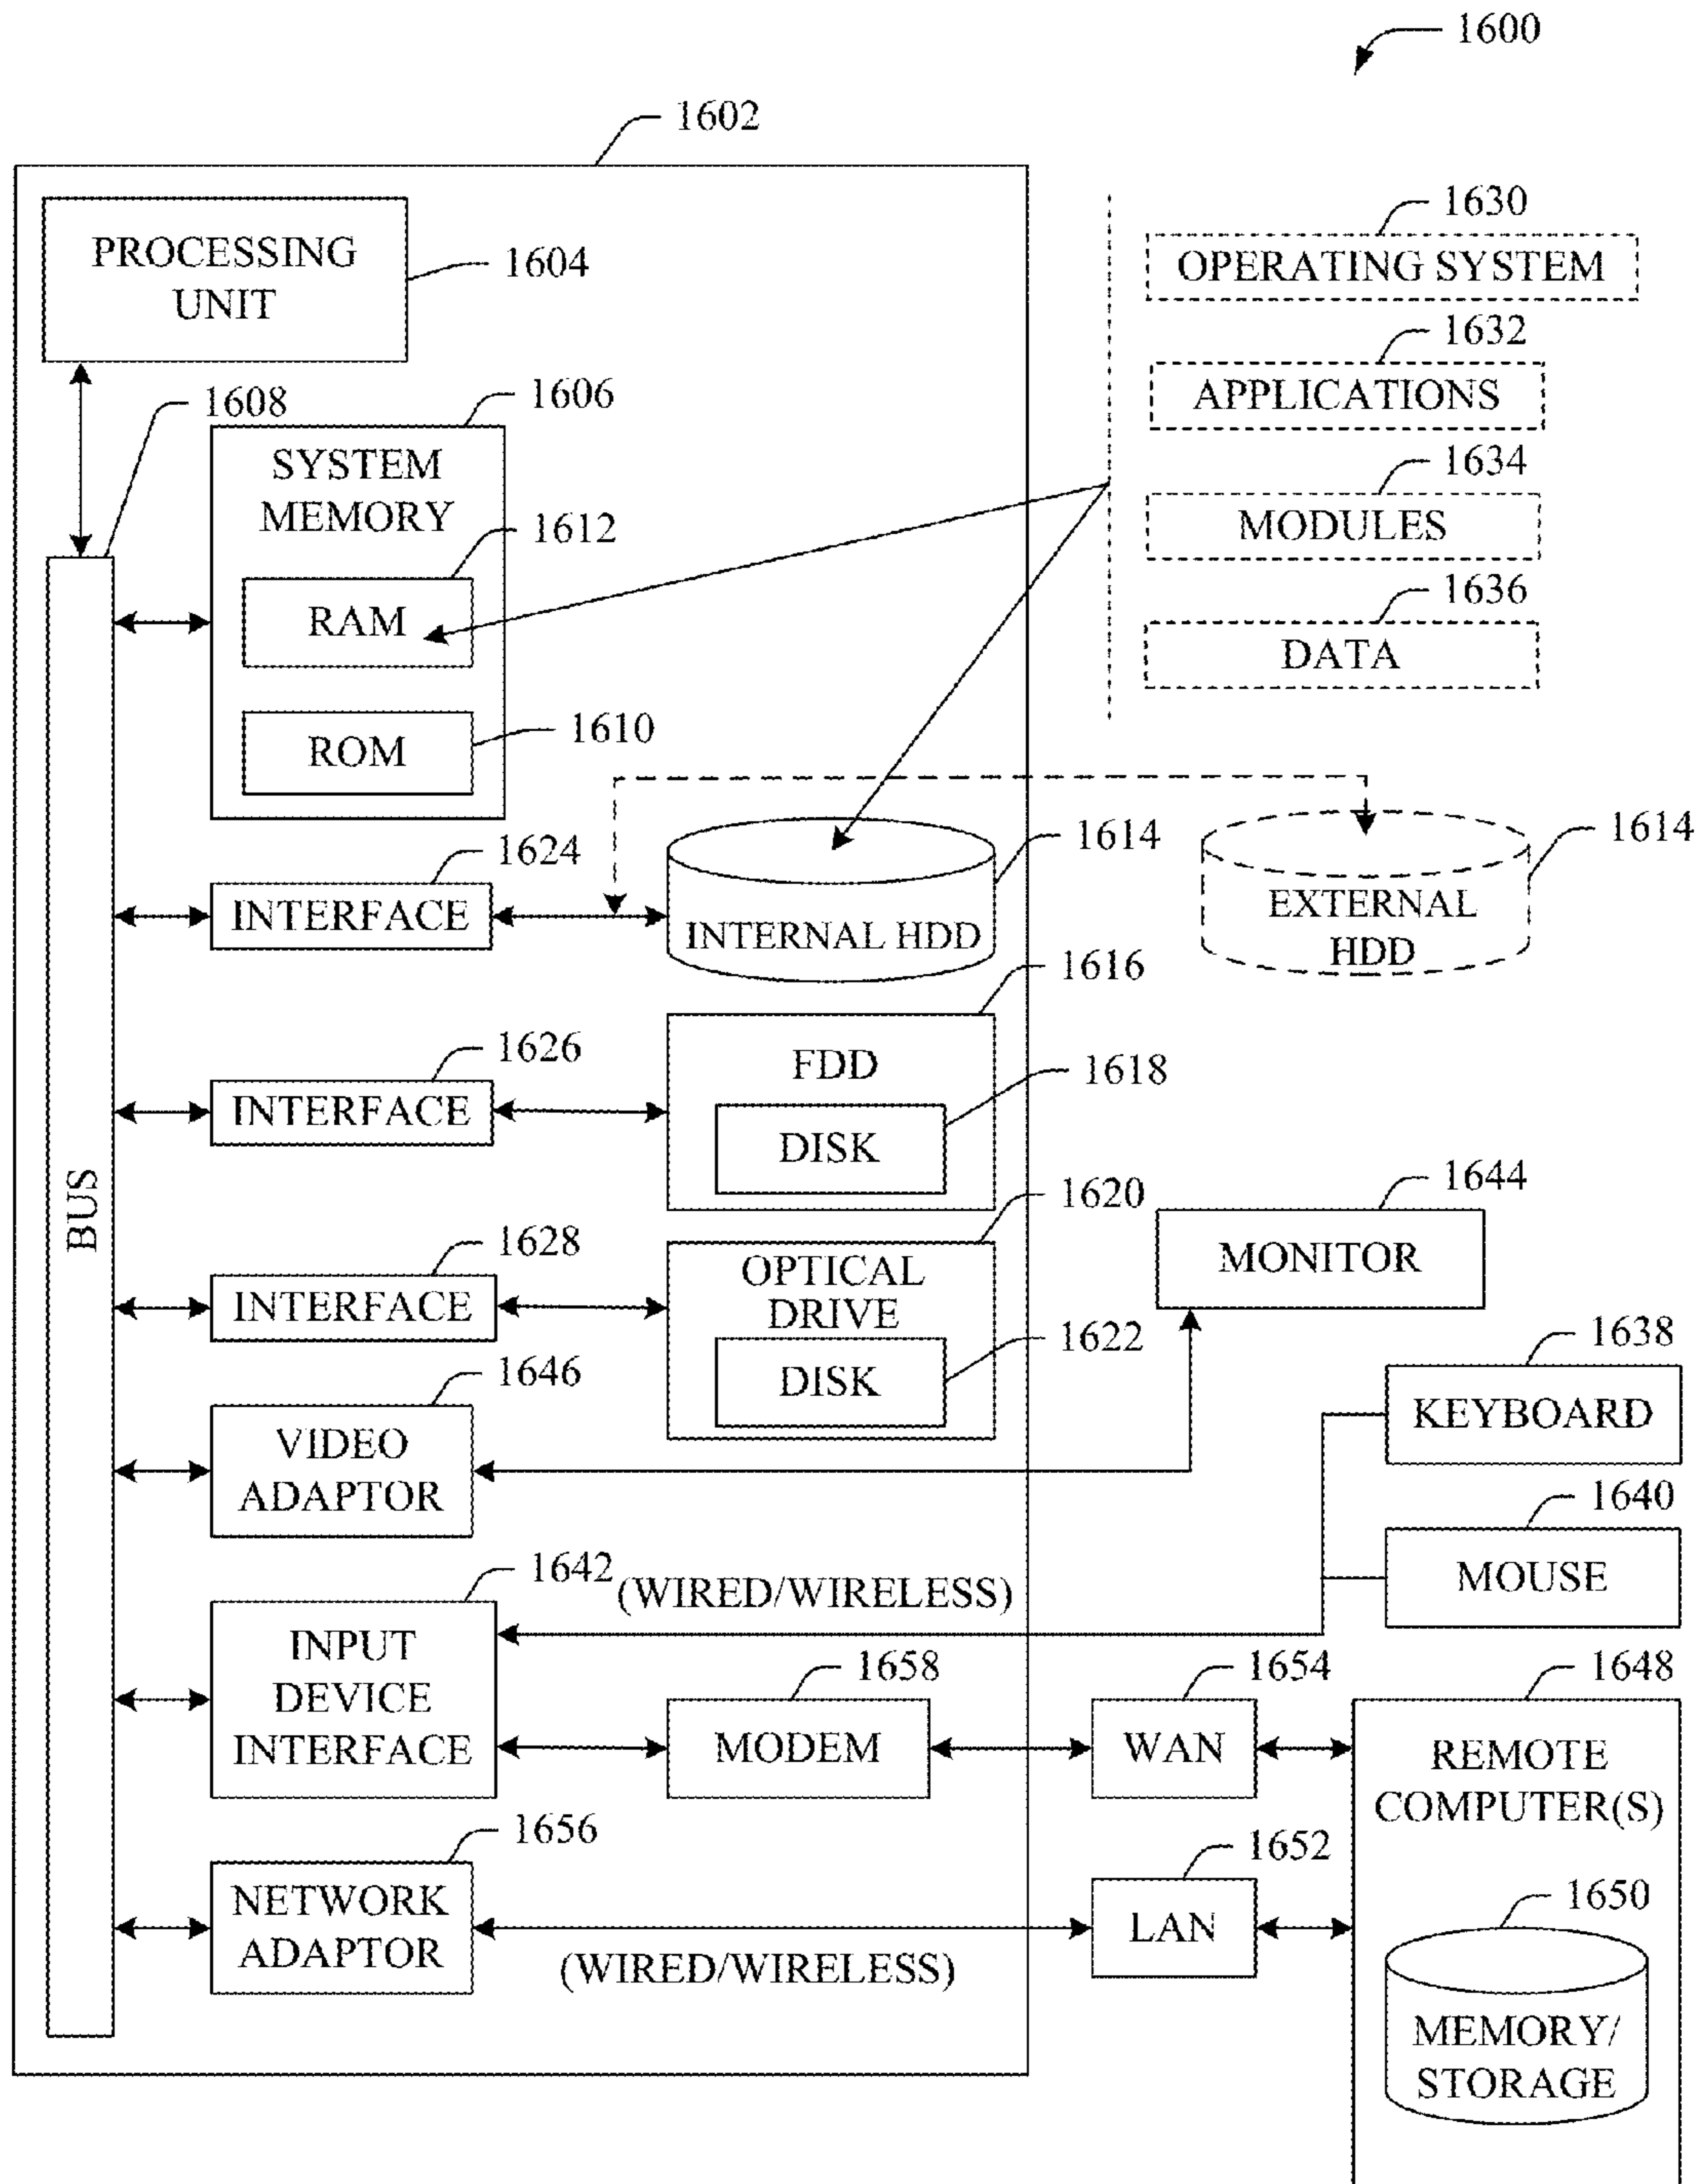 1600
1602
PROCESSING
UNIT
1604
1630
OPERATING SYSTEM
1632
APPLICATIONS
1634
MODULES
1636
DATA
1608
1606
SYSTEM
MEMORY
1612
RAM
1610
ROM
1624
INTERFACE
1614
INTERNAL HDD
1614
EXTERNAL
HDD
1616
1626
INTERFACE
FDD
1618
DISK
BUS
1620
1628
INTERFACE
OPTICAL
DRIVE
1622
DISK
1644
MONITOR
1638
KEYBOARD
1646
VIDEO
ADAPTOR
1640
MOUSE
1642
(WIRED/WIRELESS)
INPUT
DEVICE
INTERFACE
1658
MODEM
1654
WAN
1648
REMOTE
COMPUTER(S)
1656
NETWORK
ADAPTOR
(WIRED/WIRELESS)
1652
LAN
1650
MEMORY/
STORAGE